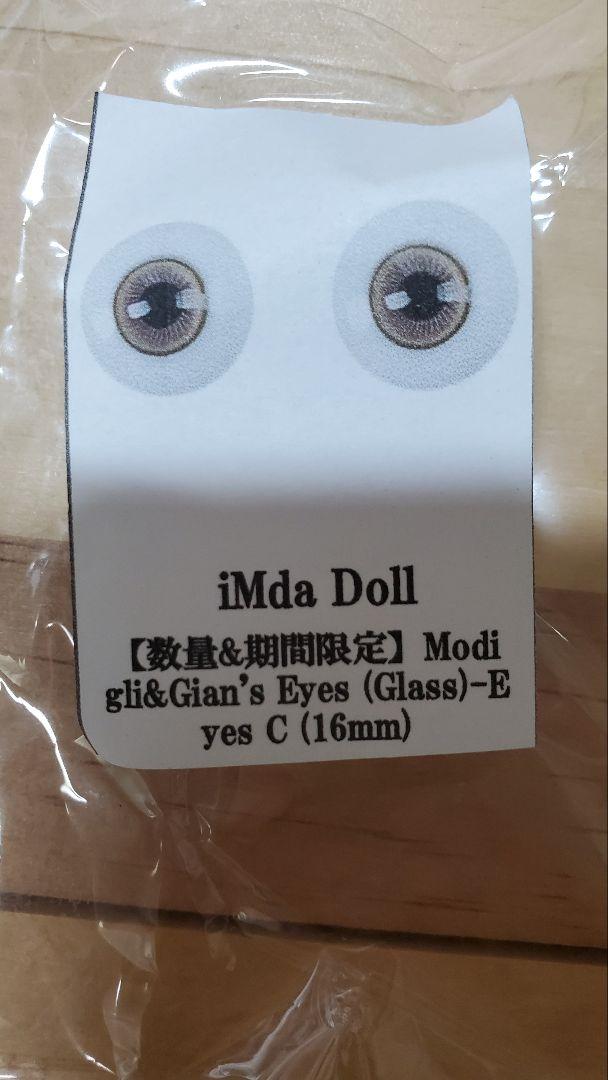 iMda Doll
【数量&期間限定】Modi
gli&Gian's Eyes (Glass)-E
yes C (16mm)